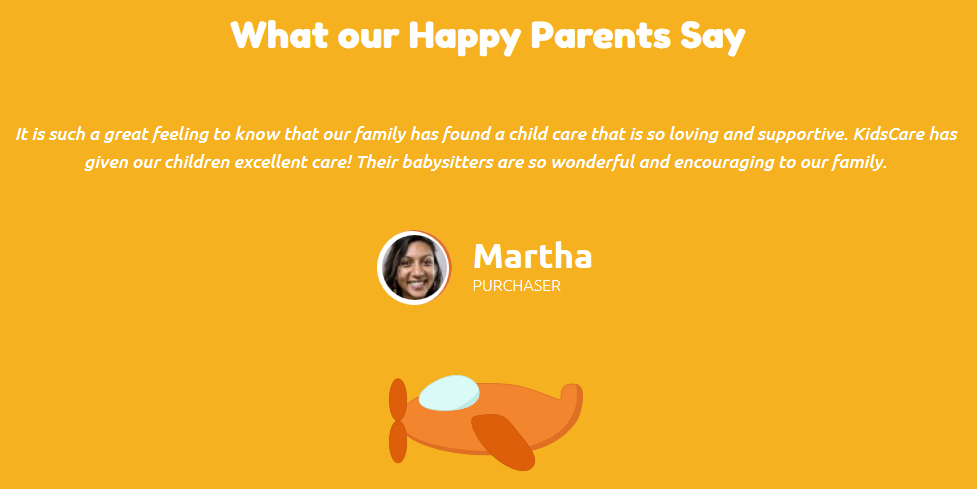 What our Happy Parents Say
It is such a great feeling to know that our family has found a child care that is so loving and supportive. KidsCare has
given our children excellent care! Their babysitters are so wonderful and encouraging to our family.
Martha
PURCHASER